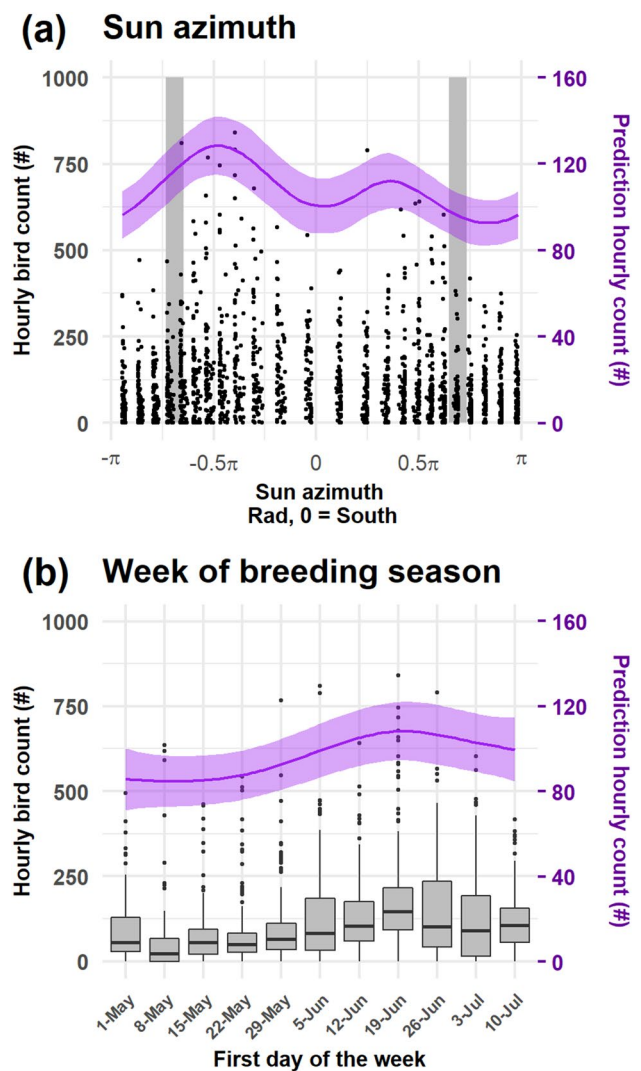 (a) Sun azimuth
1000
750
500
250
0
Hourly bird count (#)
160
120
80
40
0
Prediction hourly count (#)
-π
-0.5π
0
0.5π
π
Sun azimuth
Rad, 0 = South
(b) Week of breeding season
1000
750
500
250
0
Hourly bird count (#)
160
120
80
40
0
Prediction hourly count (#)
1-May
8-May
15-May
22-May
29-May
5-Jun
12-Jun
19-Jun
26-Jun
3-Jul
10-Jul
First day of the week